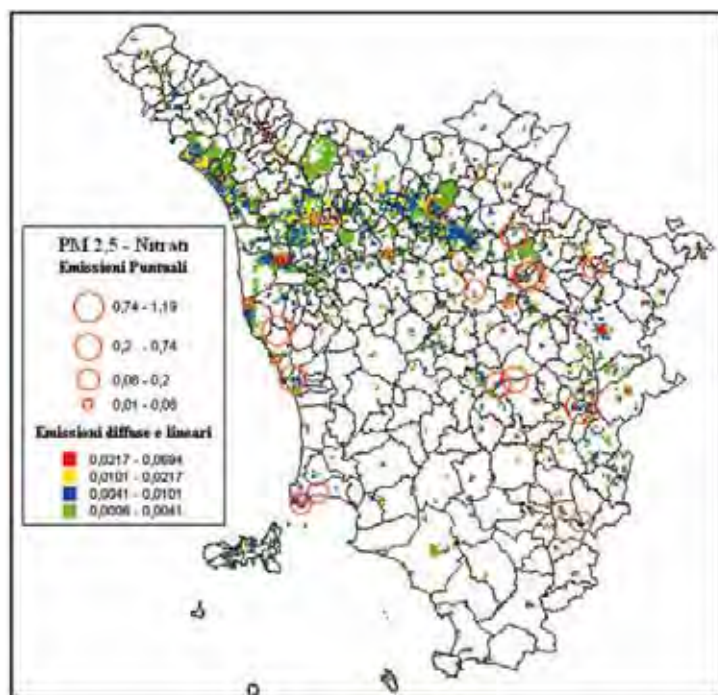 PM 2,5 - Nitrati
Emissioni Puntuali
0,74 - 1,19
0,2 - 0,74
0,06 - 0,2
0,01 - 0,06
Emissioni diffuse e lineari
0,0217 - 0,0694
0,0101 - 0,0217
0,0041 - 0,0101
0,0006 - 0,0041